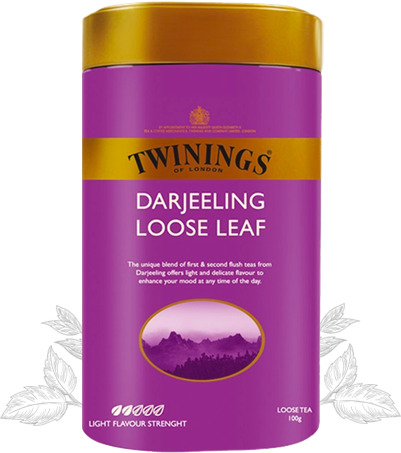 TWININGS®
OF LONDON
DARJEELING
LOOSE LEAF
The unique blend of first & second flush teas from
Darjeeling offers light and delicate flavour to
enhance your mood at any time of the day.
LIGHT FLAVOUR STRENGHT
LOOSE TEA
100g